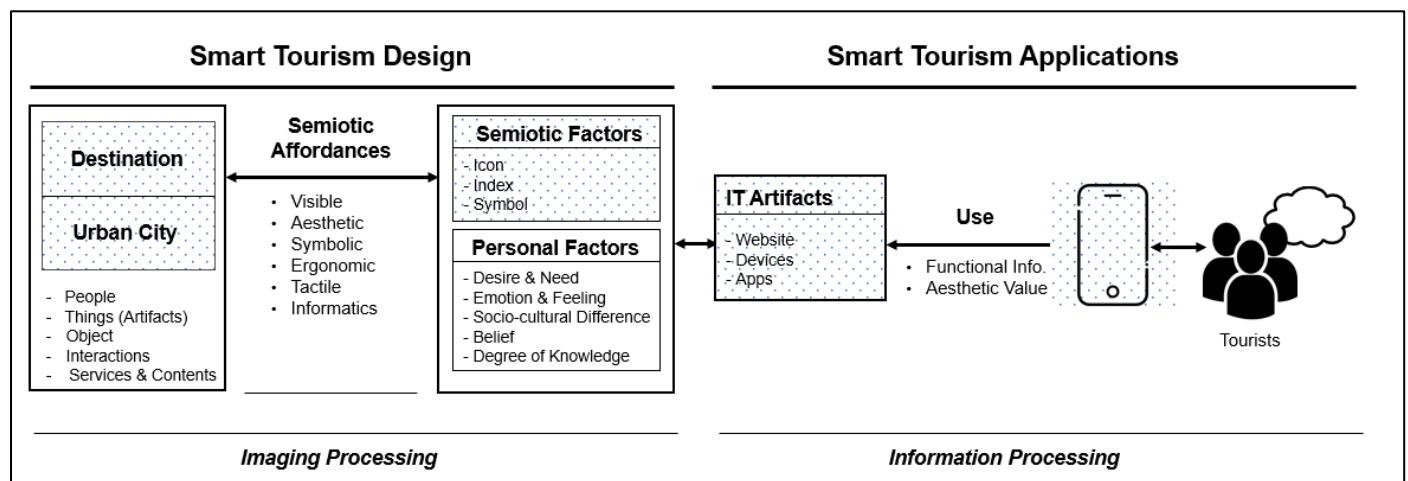 Smart Tourism Design
Smart Tourism Applications
Destination
Urban City
- People
- Things (Artifacts)
- Object
- Interactions
- Services & Contents
Semiotic
Affordances
• Visible
• Aesthetic
• Symbolic
• Ergonomic
• Tactile
• Informatics
Semiotic Factors
- Icon
- Index
- Symbol
Personal Factors
- Desire & Need
- Emotion & Feeling
- Socio-cultural Difference
- Belief
- Degree of Knowledge
IT Artifacts
- Website
- Devices
- Apps
Use
• Functional Info.
• Aesthetic Value
Tourists
Imaging Processing
Information Processing